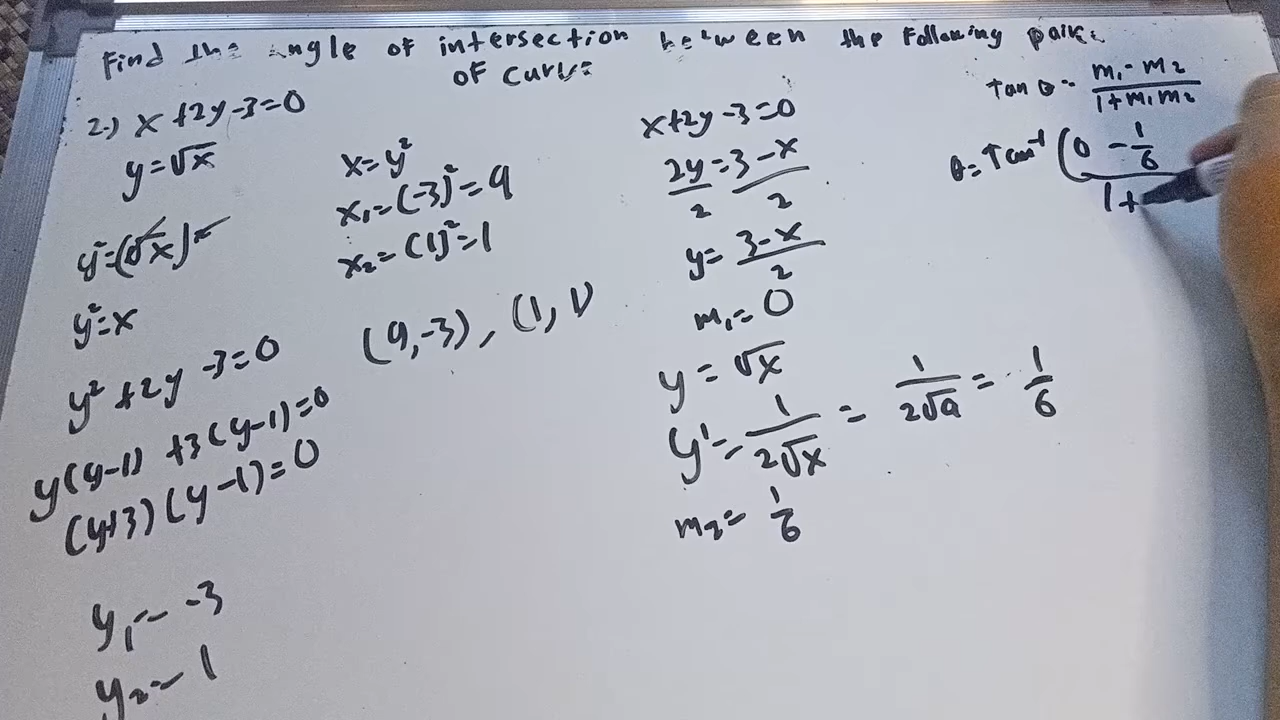 Find the angle of intersection between the following pairs
of curve
2.) x + 2y - 3 = 0
y = √x
y² = (√x)²
y² = x
y² + 2y - 3 = 0
y(y-1) + 3(y-1) = 0
(y+3)(y-1) = 0
y₁ = -3
y₂ = 1
x = y²
x₁ = (-3)² = 9
x₂ = (1)² = 1
(9, -3), (1, 1)
x + 2y - 3 = 0
2y/2 = 3-x/2
y = 3-x/2
m₁ = 0
y = √x
y' = 1/2√x = 1/2√9 = 1/6
m₂ = 1/6
Tan θ = m₁ - m₂/1 + m₁m₂
θ = Tan⁻¹ (0 - 1/6/1 +